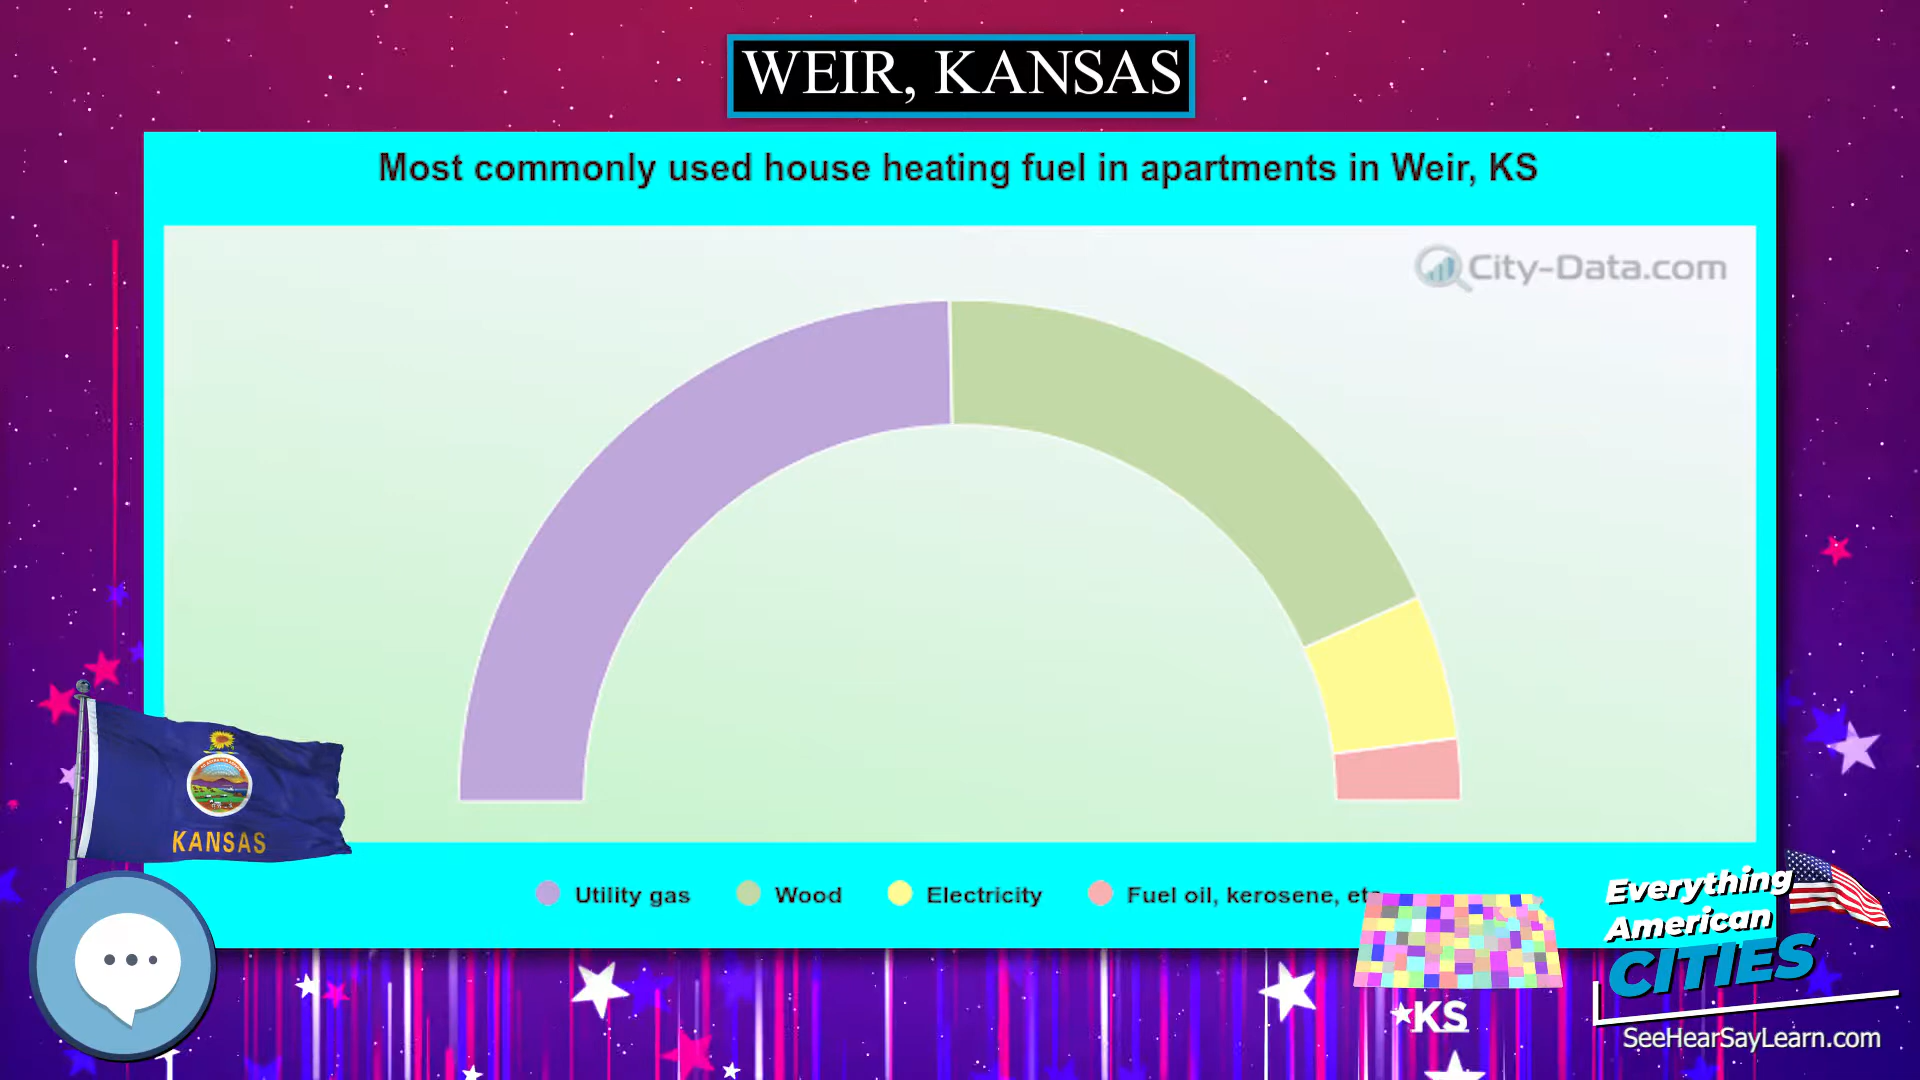 WEIR, KANSAS
Most commonly used house heating fuel in apartments in Weir, KS
City-Data.com
KANSAS
Utility gas
Wood
Electricity
Fuel oil, kerosene, etc
Everything
American
CITIES
KS
SeeHearSayLearn.com